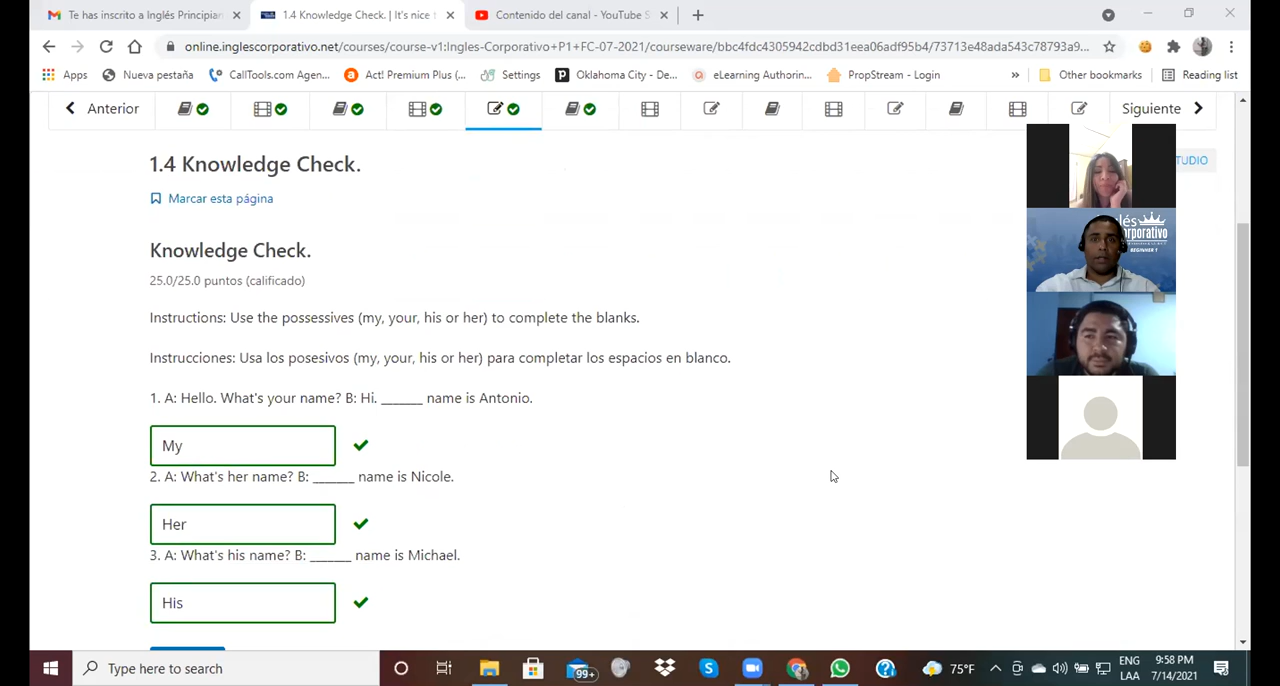 Te has inscrito a Inglés Principian
1.4 Knowledge Check. | It's nice t
Contenido del canal - YouTube S
online.inglescorporativo.net/courses/course-v1:Ingles-Corporativo+P1+FC-07-2021/courseware/bbc4fdc4305942cdbd31eea06adf95b4/73713e48ada543c78793a9...
Apps
Nueva pestaña
CallTools.com Agen...
Act! Premium Plus (...
Settings
Oklahoma City - De...
eLearning Authorin...
PropStream - Login
»
Other bookmarks
Reading list
Anterior
Siguiente
1.4 Knowledge Check.
TUDIO
Marcar esta página
Knowledge Check.
25.0/25.0 puntos (calificado)
Instructions: Use the possessives (my, your, his or her) to complete the blanks.
Instrucciones: Usa los posesivos (my, your, his or her) para completar los espacios en blanco.
1. A: Hello. What's your name? B: Hi. ______ name is Antonio.
My
2. A: What's her name? B: ______ name is Nicole.
Her
3. A: What's his name? B: ______ name is Michael.
His
lés
orporativo
BEGINNER 1
Type here to search
99+
75°F
ENG
LAA
9:58 PM
7/14/2021